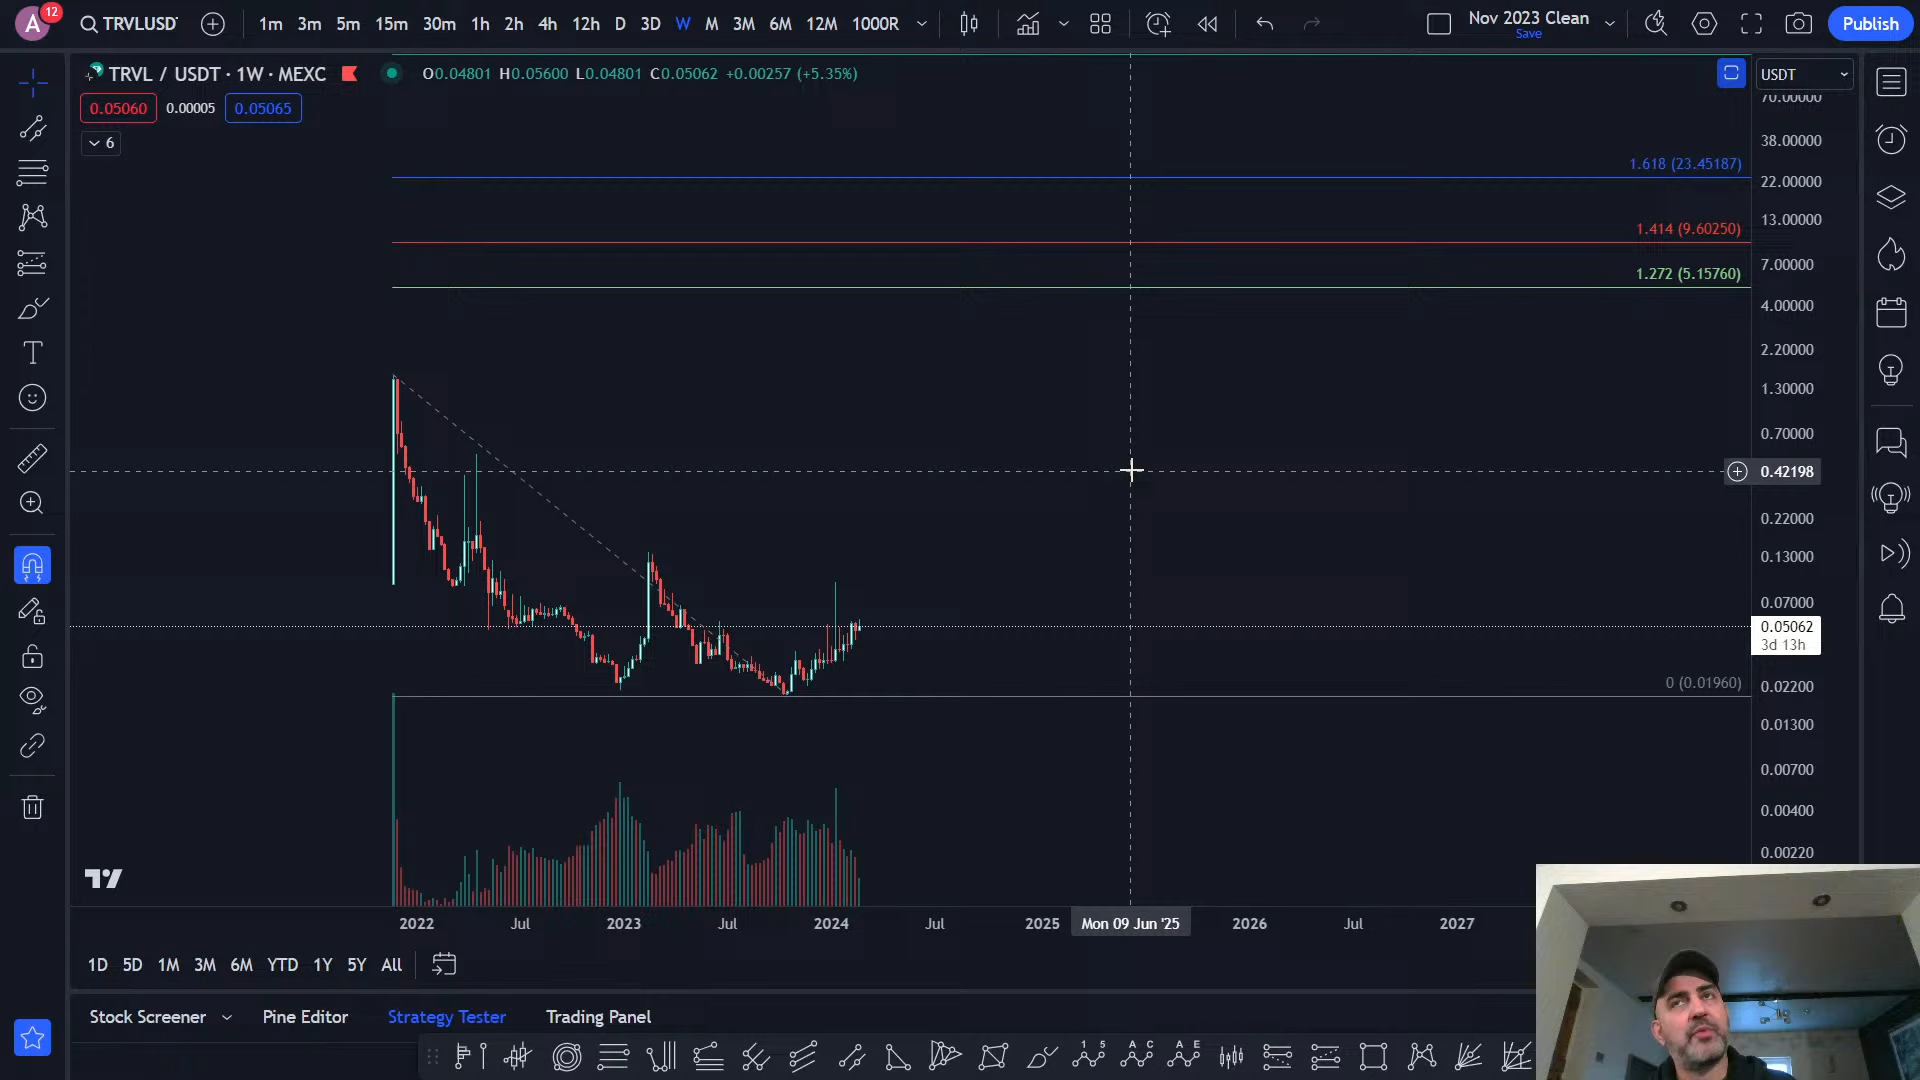 A
12
TRVLUSD
1m 3m 5m 15m 30m 1h 2h 4h 12h D 3D W M 3M 6M 12M 1000R
Nov 2023 Clean
Save
Publish
TRVL / USDT · 1W · MEXC
O0.04801 H0.05600 L0.04801 C0.05062 +0.00257 (+5.35%)
USDT
0.05060 0.00005 0.05065
6
70.00000
38.00000
1.618 (23.45187)
22.00000
13.00000
1.414 (9.60250)
7.00000
1.272 (5.15760)
4.00000
2.20000
1.30000
0.70000
0.42198
0.22000
0.13000
0.07000
0.05062
3d 13h
0 (0.01960)
0.02200
0.01300
0.00700
0.00400
0.00220
2022 Jul 2023 Jul 2024 Jul 2025 Mon 09 Jun '25 2026 Jul 2027
1D 5D 1M 3M 6M YTD 1Y 5Y All
Stock Screener Pine Editor Strategy Tester Trading Panel
1 5
A C
A E